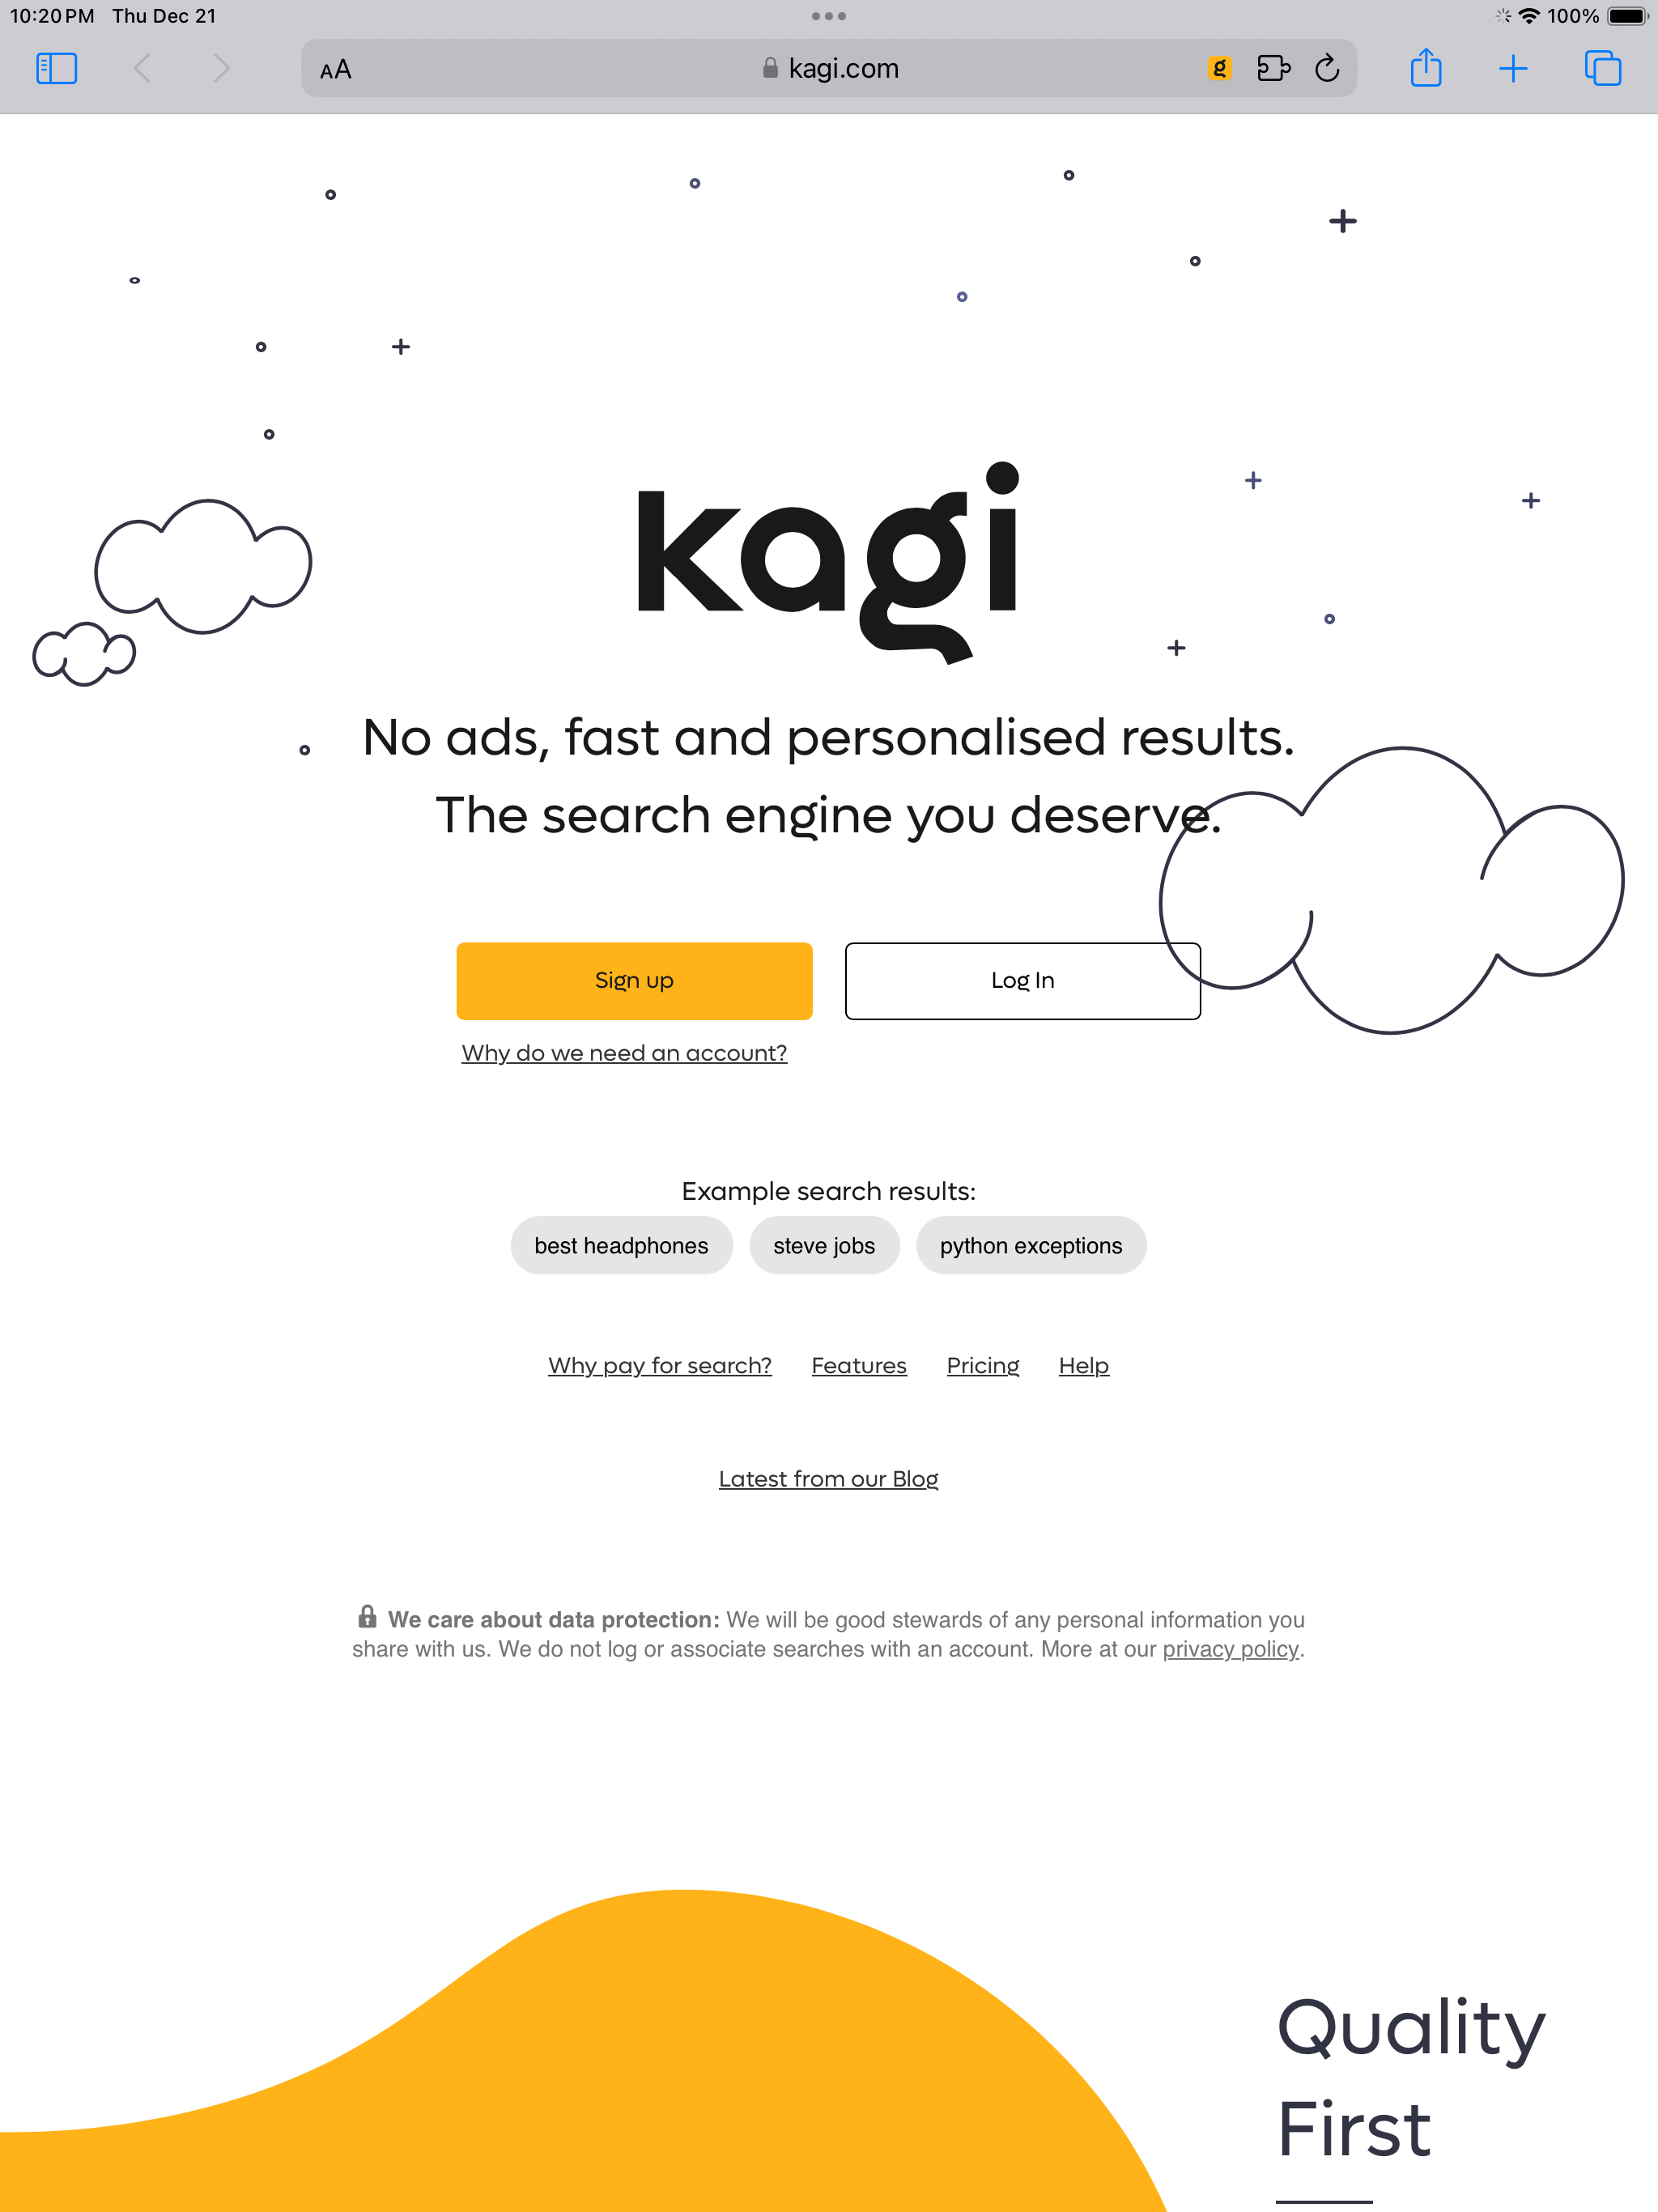 10:20 PM Thu Dec 21
100%
AA
kagi.com
g
kagi
No ads, fast and personalised results.
The search engine you deserve.
Sign up
Log In
Why do we need an account?
Example search results:
best headphones
steve jobs
python exceptions
Why pay for search?
Features
Pricing
Help
Latest from our Blog
We care about data protection: We will be good stewards of any personal information you
share with us. We do not log or associate searches with an account. More at our privacy policy.
Quality
First